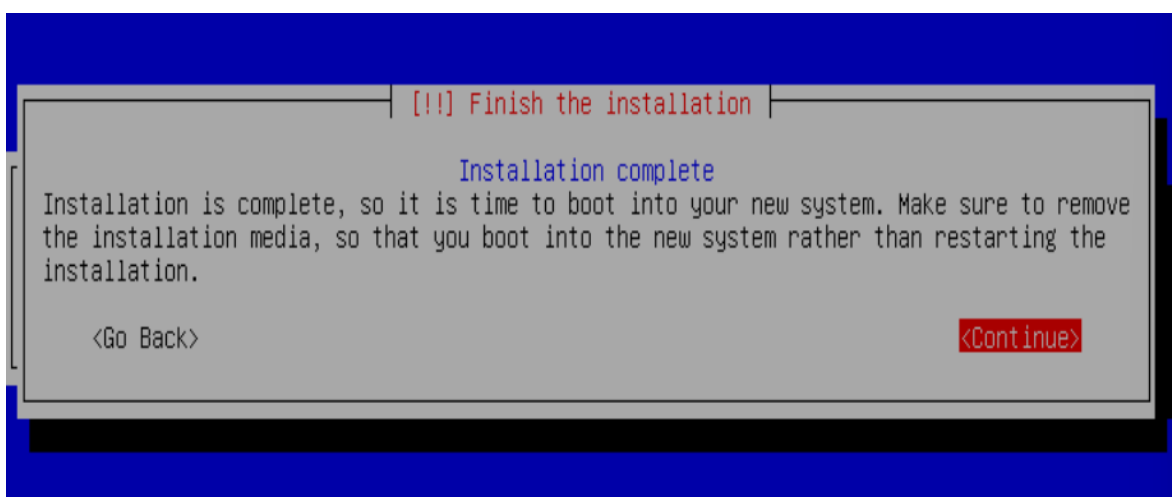 [!!] Finish the installation
Installation complete
Installation is complete, so it is time to boot into your new system. Make sure to remove
the installation media, so that you boot into the new system rather than restarting the
installation.
<Go Back> <Continue>